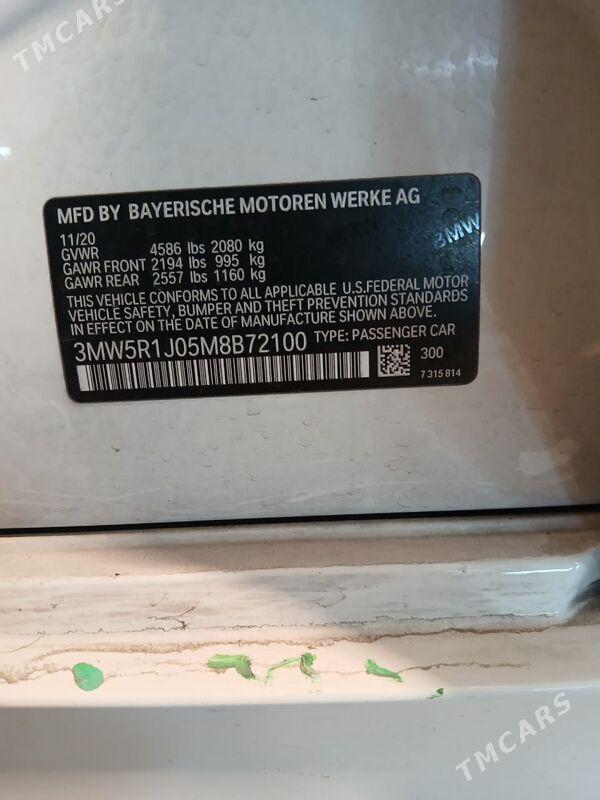 TMCARS
MFD BY BAYERISCHE MOTOREN WERKE AG
11/20
GVWR 4586 lbs 2080 kg
GAWR FRONT 2194 lbs 995 kg
GAWR REAR 2557 lbs 1160 kg
BMW
THIS VEHICLE CONFORMS TO ALL APPLICABLE U.S.FEDERAL MOTOR
VEHICLE SAFETY, BUMPER AND THEFT PREVENTION STANDARDS
IN EFFECT ON THE DATE OF MANUFACTURE SHOWN ABOVE.
3MW5R1J05M8B72100 TYPE: PASSENGER CAR
300
7 315 814
TMCARS